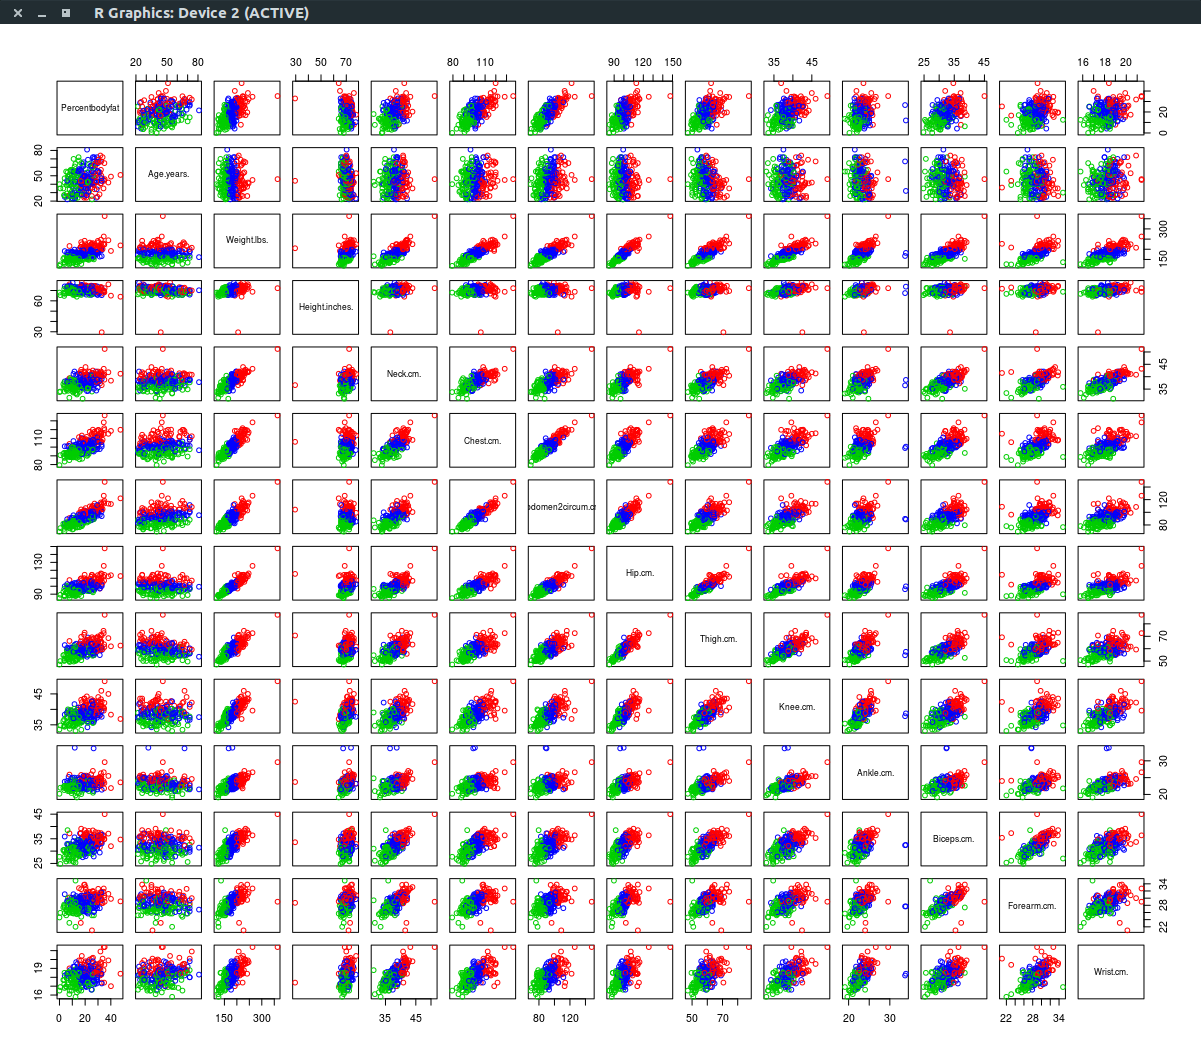 R Graphics: Device 2 (ACTIVE)
20 50 80 30 50 70 80 110 90 120 150 35 45 25 35 45 16 18 20
Percentbodyfat
0 20
Age.years.
20 50 80
Weight.lbs.
150 300
Height.inches.
30 60
Neck.cm.
35 45
Chest.cm.
80 110
odomen2circum.cr
80 120
Hip.cm.
90 130
Thigh.cm.
50 70
Knee.cm.
35 45
Ankle.cm.
20 30
Biceps.cm.
25 35 45
Forearm.cm.
22 28 34
Wrist.cm.
16 19
0 20 40 150 300 35 45 80 120 50 70 20 30 22 28 34